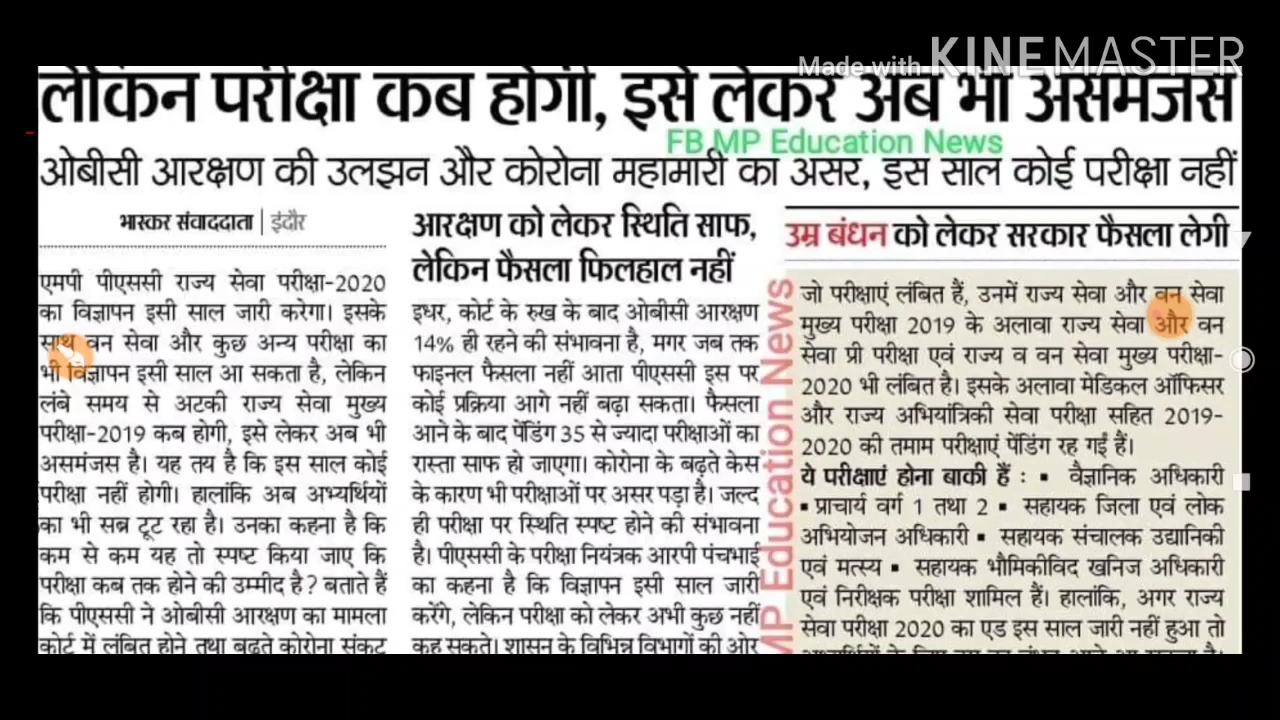 Made with KINEMASTER
लेकिन परीक्षा कब होगी, इसे लेकर अब भी असमंजस
FB MP Education News
ओबीसी आरक्षण की उलझन और कोरोना महामारी का असर, इस साल कोई परीक्षा नहीं
भास्कर संवाददाता | इंदौर
एमपी पीएससी राज्य सेवा परीक्षा-2020
का विज्ञापन इसी साल जारी करेगा। इसके
साथ वन सेवा और कुछ अन्य परीक्षा का
भी विज्ञापन इसी साल आ सकता है, लेकिन
लंबे समय से अटकी राज्य सेवा मुख्य
परीक्षा-2019 कब होगी, इसे लेकर अब भी
असमंजस है। यह तय है कि इस साल कोई
परीक्षा नहीं होगी। हालांकि अब अभ्यर्थियों
का भी सब्र टूट रहा है। उनका कहना है कि
कम से कम यह तो स्पष्ट किया जाए कि
परीक्षा कब तक होने की उम्मीद है? बताते हैं
कि पीएससी ने ओबीसी आरक्षण का मामला
कोर्ट में लंबित होने तथा बढ़ते कोरोना संकट
आरक्षण को लेकर स्थिति साफ,
लेकिन फैसला फिलहाल नहीं
इधर, कोर्ट के रुख के बाद ओबीसी आरक्षण
14% ही रहने की संभावना है, मगर जब तक
फाइनल फैसला नहीं आता पीएससी इस पर
कोई प्रक्रिया आगे नहीं बढ़ा सकता। फैसला
आने के बाद पेंडिंग 35 से ज्यादा परीक्षाओं का
रास्ता साफ हो जाएगा। कोरोना के बढ़ते केस
के कारण भी परीक्षाओं पर असर पड़ा है। जल्द
ही परीक्षा पर स्थिति स्पष्ट होने की संभावना
है। पीएससी के परीक्षा नियंत्रक आरपी पंचभाई
का कहना है कि विज्ञापन इसी साल जारी
करेंगे, लेकिन परीक्षा को लेकर अभी कुछ नहीं
कह सकते। शासन के विभिन्न विभागों की ओर
MP Education News
उम्र बंधन को लेकर सरकार फैसला लेगी
जो परीक्षाएं लंबित हैं, उनमें राज्य सेवा और वन सेवा
मुख्य परीक्षा 2019 के अलावा राज्य सेवा और वन
सेवा प्री परीक्षा एवं राज्य व वन सेवा मुख्य परीक्षा-
2020 भी लंबित है। इसके अलावा मेडिकल ऑफिसर
और राज्य अभियांत्रिकी सेवा परीक्षा सहित 2019-
2020 की तमाम परीक्षाएं पेंडिंग रह गई हैं।
ये परीक्षाएं होना बाकी हैं : ▪ वैज्ञानिक अधिकारी
▪ प्राचार्य वर्ग 1 तथा 2 ▪ सहायक जिला एवं लोक
अभियोजन अधिकारी ▪ सहायक संचालक उद्यानिकी
एवं मत्स्य ▪ सहायक भौमिकीविद खनिज अधिकारी
एवं निरीक्षक परीक्षा शामिल हैं। हालांकि, अगर राज्य
सेवा परीक्षा 2020 का एड इस साल जारी नहीं हुआ तो